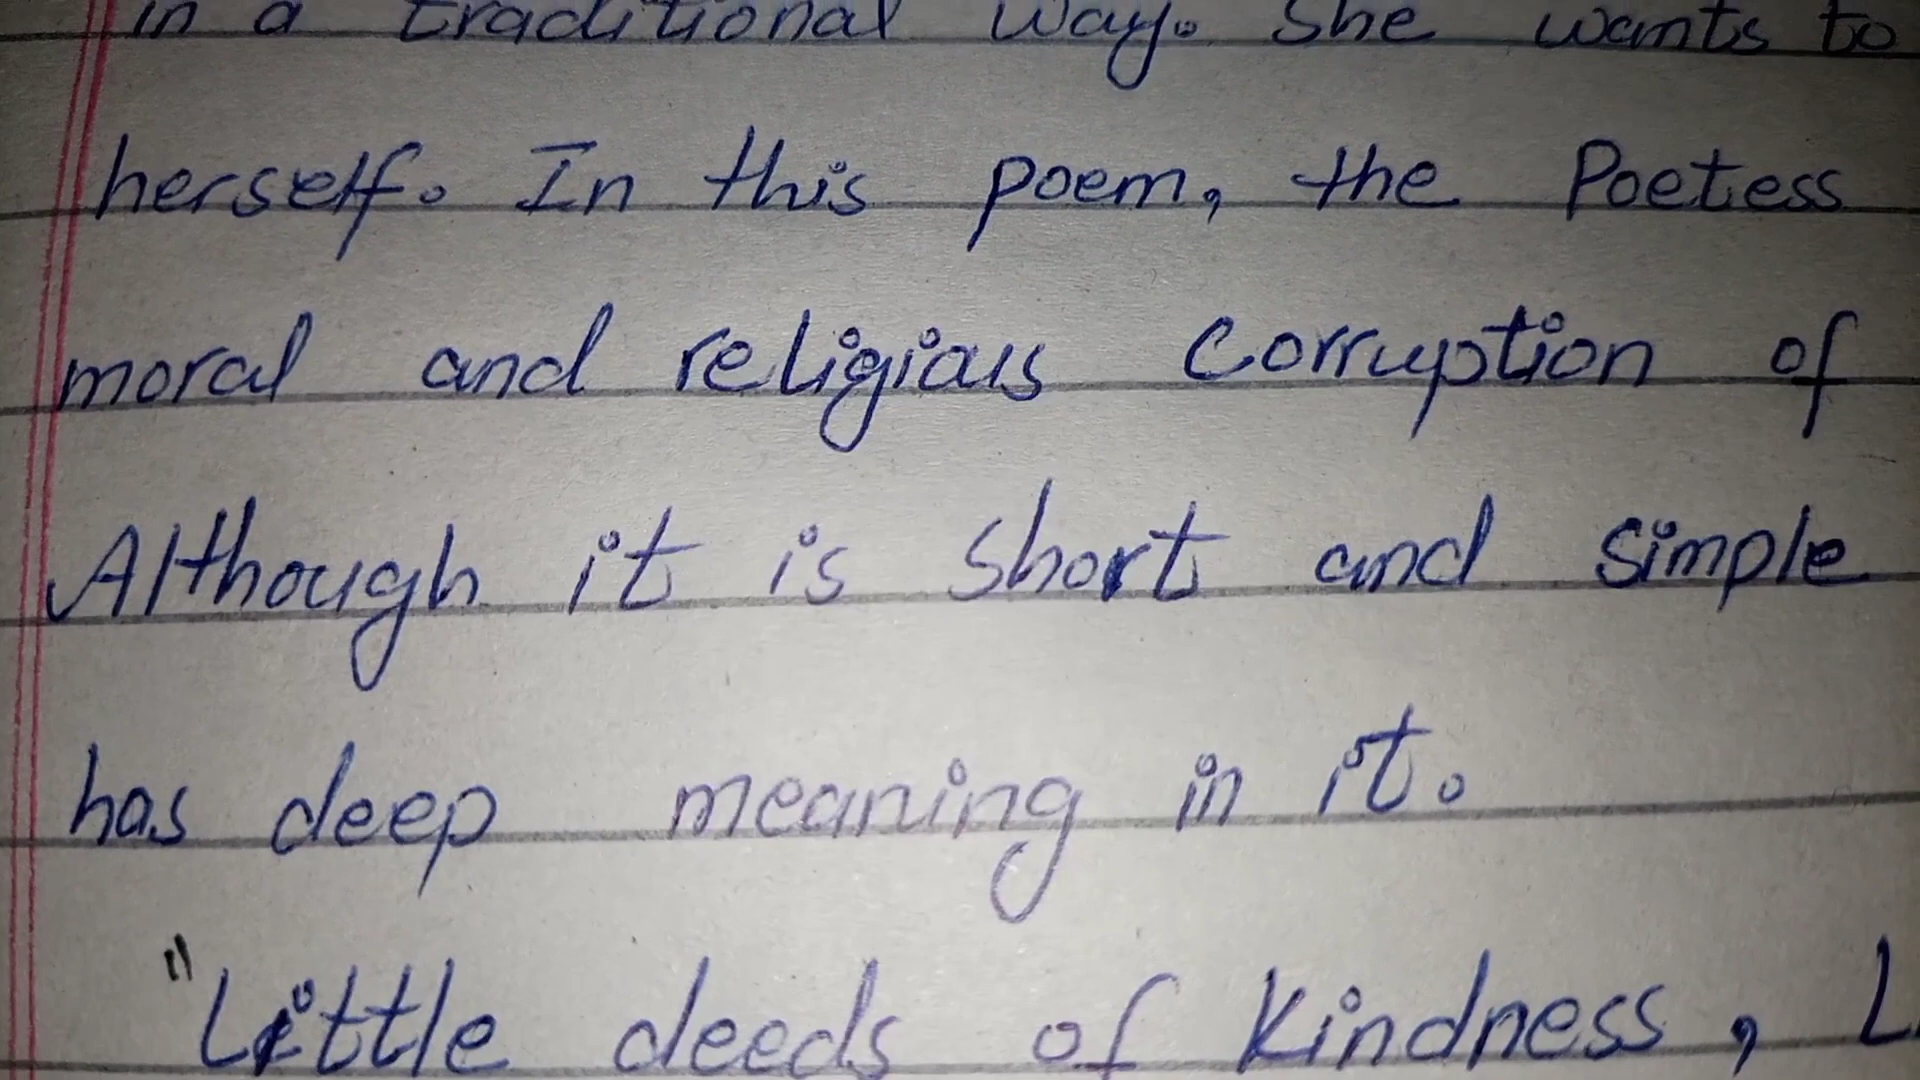 in a traditional way. She wants to
herself. In this poem, the Poetess
moral and religious corruption of
Although it is short and simple
has deep meaning in it.
"Little deeds of kindness, L